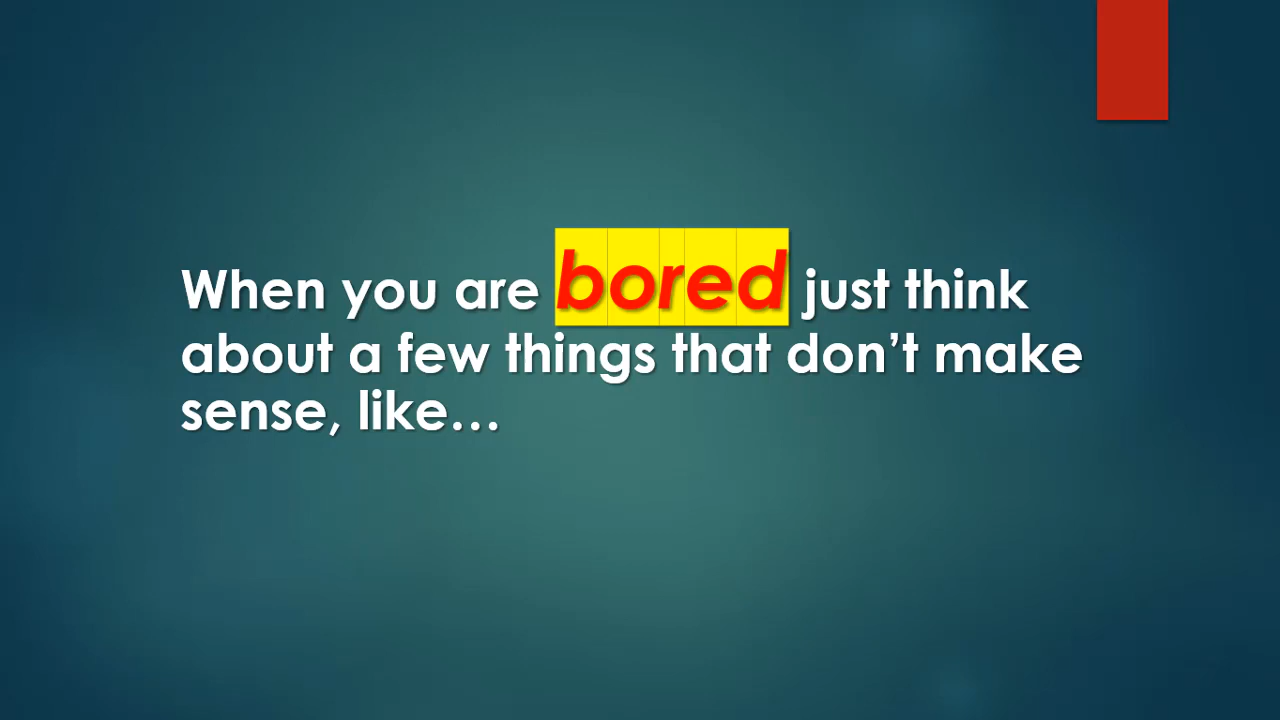 When you are bored just think
about a few things that don’t make
sense, like…